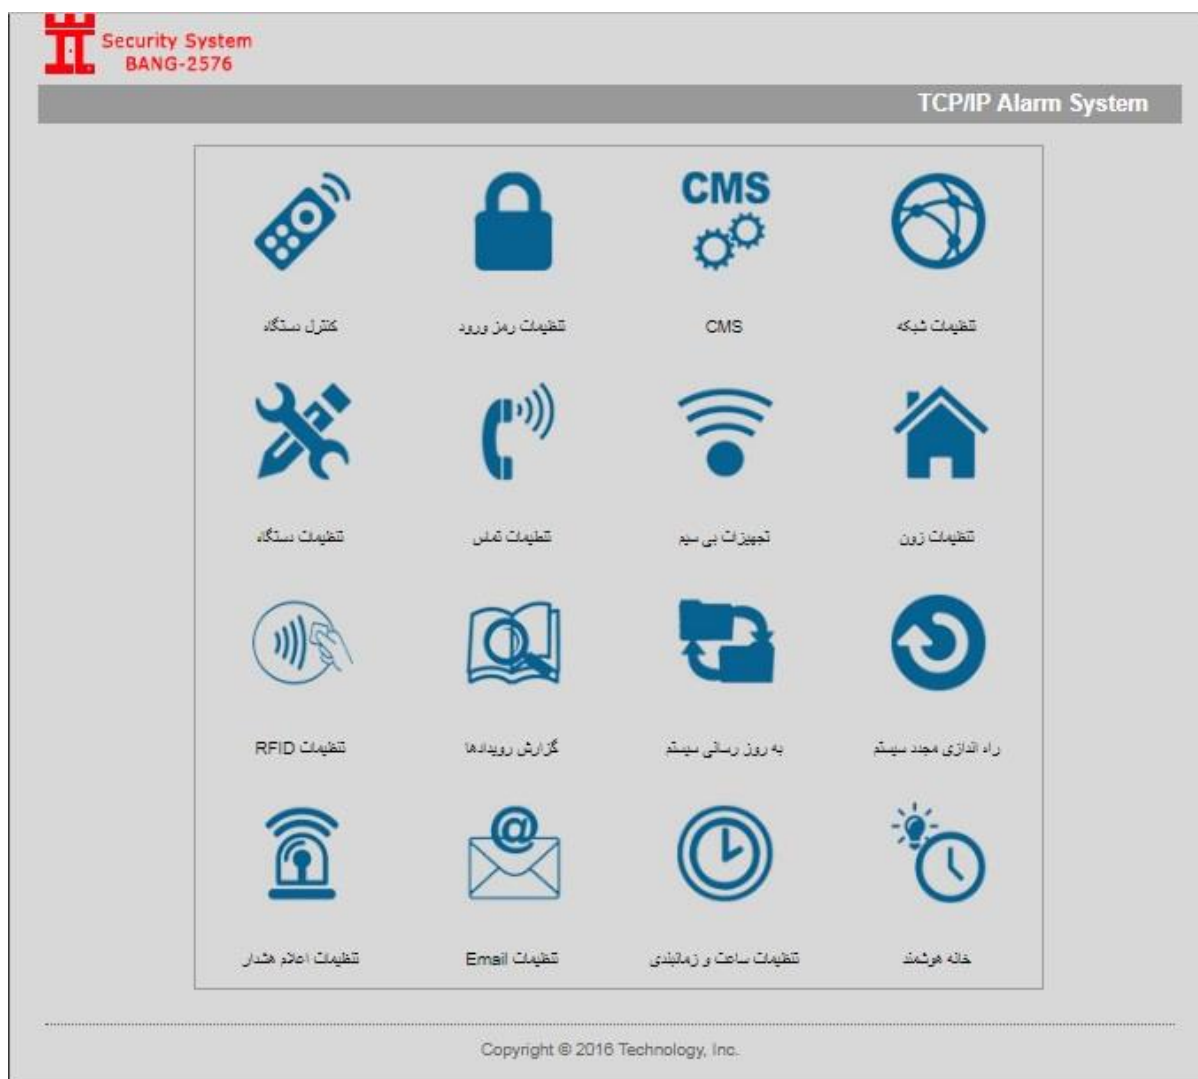 Security System
BANG-2576
TCP/IP Alarm System
CMS
تنظیمات شبکه
CMS
تنظیمات رمز ورود
کنترل دستگاه
تنظیمات زون
تجهیزات بی سیم
تنظیمات تماس
تنظیمات دستگاه
راه اندازی مجدد سیستم
به روز رسانی سیستم
گزارش رویدادها
تنظیمات RFID
@
خانه هوشمند
تنظیمات ساعت و زمانبندی
تنظیمات Email
تنظیمات اعلام هشدار
Copyright © 2016 Technology, Inc.